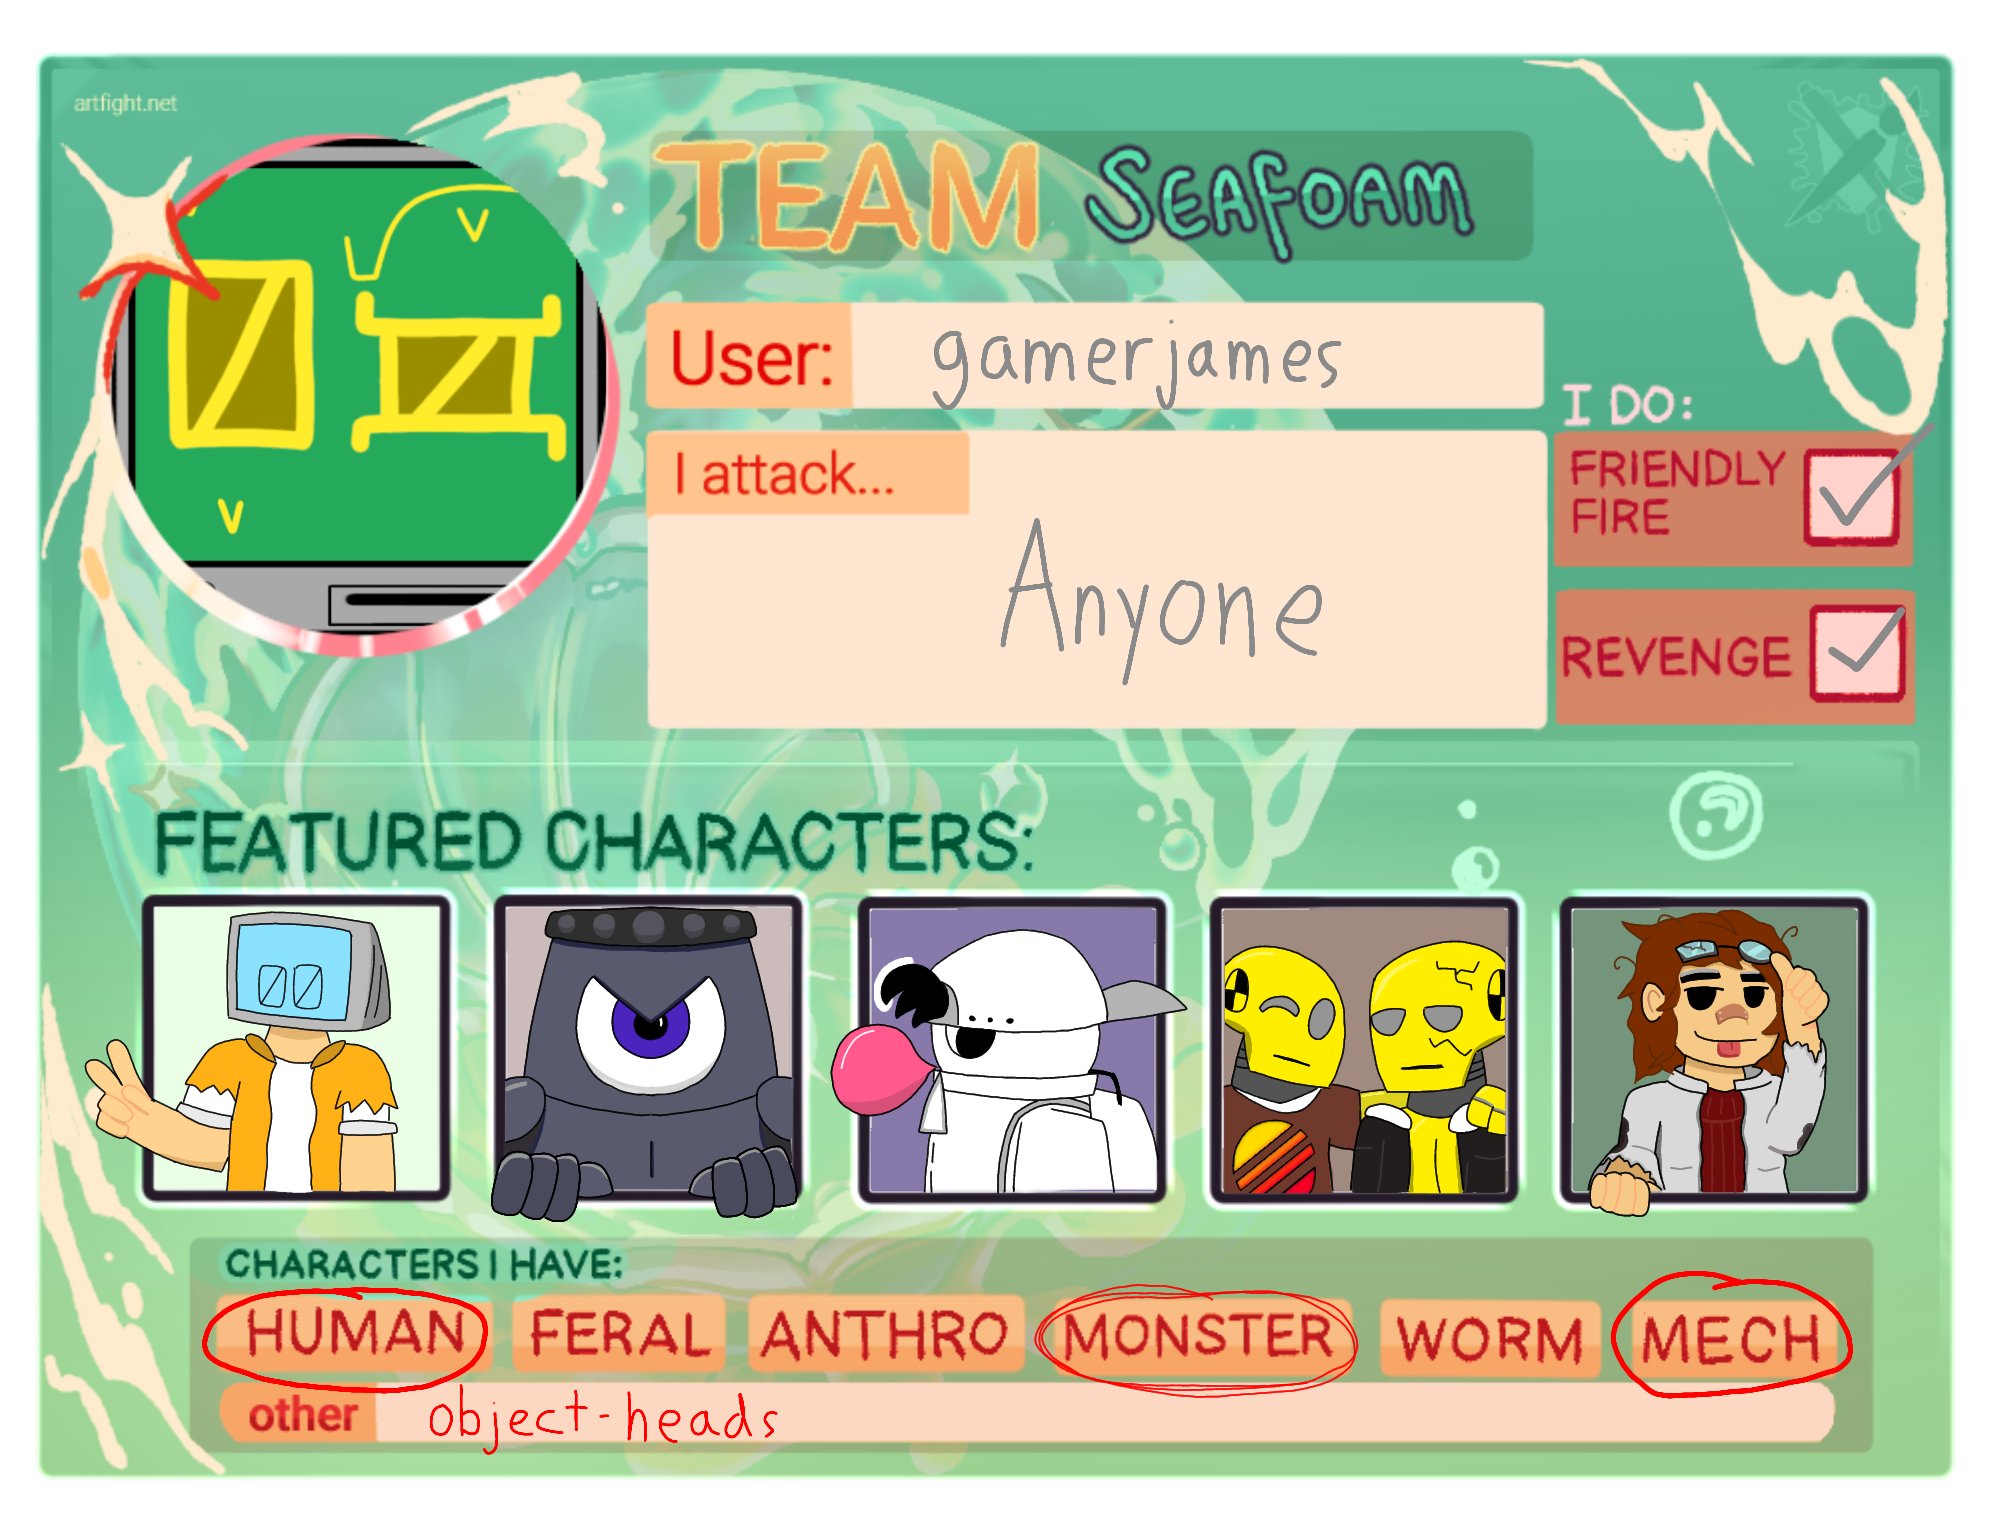 artfight.net
TEAM SEAFOAM
User: gamerjames
I attack...
Anyone
I DO:
FRIENDLY
FIRE
REVENGE
FEATURED CHARACTERS:
CHARACTERS I HAVE:
HUMAN FERAL ANTHRO MONSTER WORM MECH
other object-heads